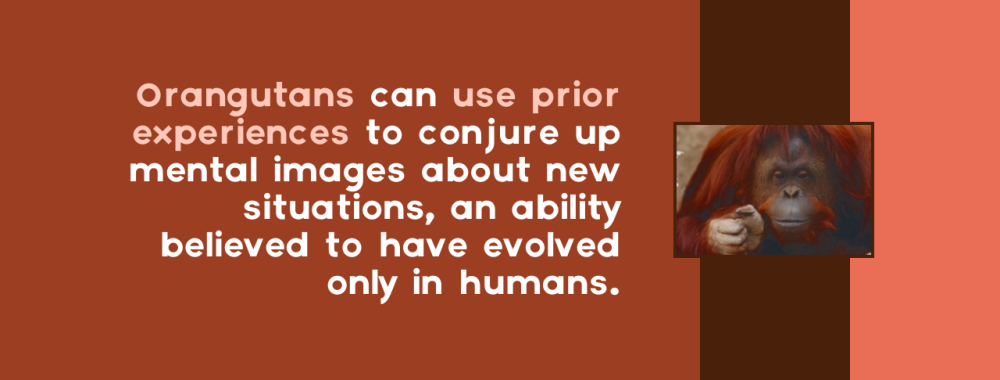 Orangutans can use prior
experiences to conjure up
mental images about new
situations, an ability
believed to have evolved
only in humans.